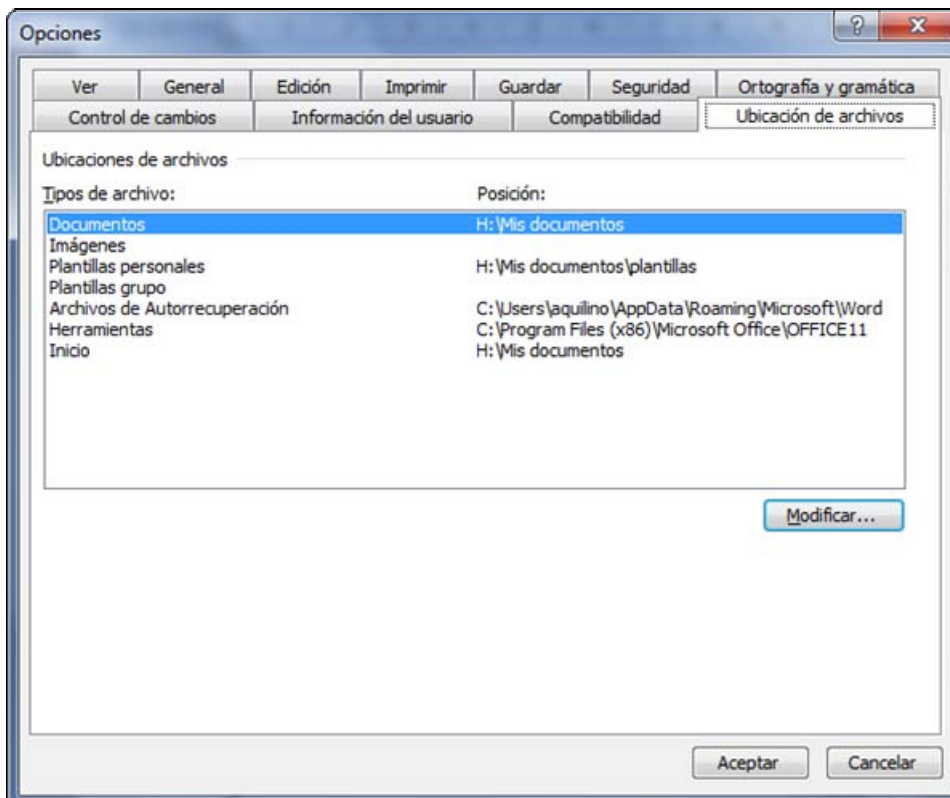 Opciones
Ver General Edición Imprimir Guardar Seguridad Ortografía y gramática
Control de cambios Información del usuario Compatibilidad Ubicación de archivos
Ubicaciones de archivos
Tipos de archivo: Posición:
Documentos H:\Mis documentos
Imágenes
Plantillas personales H:\Mis documentos\plantillas
Plantillas grupo
Archivos de Autorrecuperación C:\Users\aquilino\AppData\Roaming\Microsoft\Word
Herramientas C:\Program Files (x86)\Microsoft Office\OFFICE11
Inicio H:\Mis documentos
Modificar...
Aceptar Cancelar